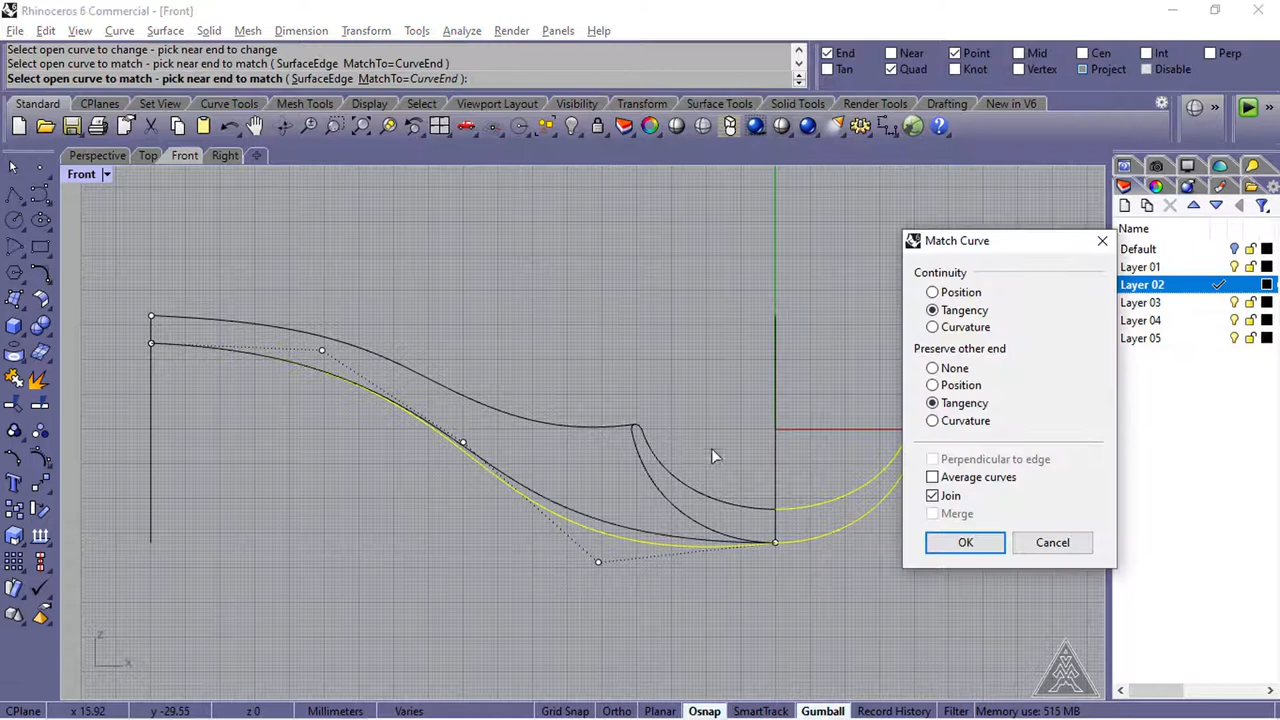 Rhinoceros 6 Commercial - [Front]
File Edit View Curve Surface Solid Mesh Dimension Transform Tools Analyze Render Panels Help
Select open curve to change - pick near end to change
Select open curve to match - pick near end to match ( SurfaceEdge MatchTo=CurveEnd )
Select open curve to match - pick near end to match ( SurfaceEdge MatchTo=CurveEnd ):
End Near Point Mid Cen Int Perp
Tan Quad Knot Vertex Project Disable
Standard CPlanes Set View Curve Tools Mesh Tools Display Select Viewport Layout Visibility Transform Surface Tools Solid Tools Render Tools Drafting New in V6
Perspective Top Front Right
Front
Name
Default
Layer 01
Layer 02
Layer 03
Layer 04
Layer 05
Match Curve
Continuity
Position
Tangency
Curvature
Preserve other end
None
Position
Tangency
Curvature
Perpendicular to edge
Average curves
Join
Merge
OK Cancel
z
x
CPlane x 15.92 y -29.55 z 0 Millimeters Varies Grid Snap Ortho Planar Osnap SmartTrack Gumball Record History Filter Memory use: 515 MB